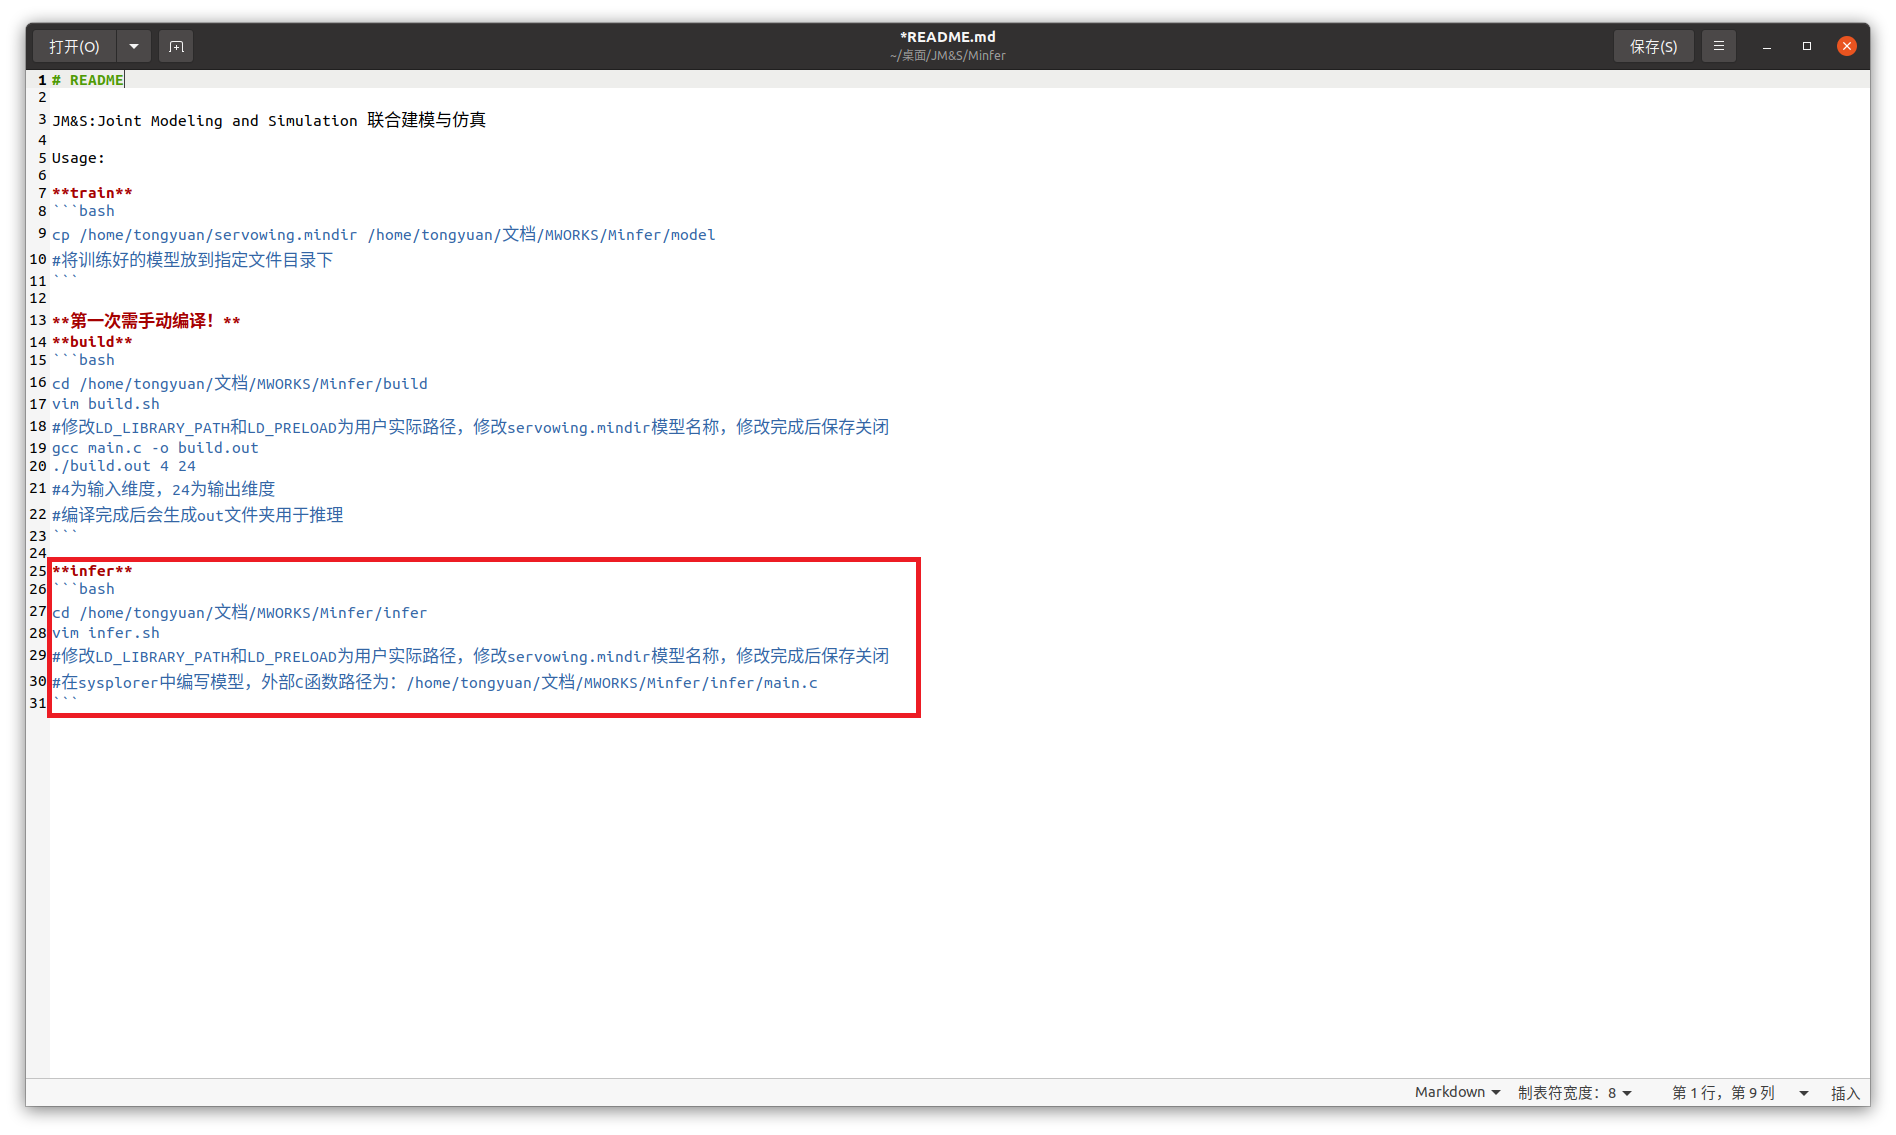 打开(O)
*README.md
~/桌面/JM&S/Minfer
保存(S)
1 # README
2
3 JM&S:Joint Modeling and Simulation 联合建模与仿真
4
5 Usage:
6
7 **train**
8 ```bash
9 cp /home/tongyuan/servowing.mindir /home/tongyuan/文档/MWORKS/Minfer/model
10 #将训练好的模型放到指定文件目录下
11 ```
12
13 **第一次需手动编译！**
14 **build**
15 ```bash
16 cd /home/tongyuan/文档/MWORKS/Minfer/build
17 vim build.sh
18 #修改LD_LIBRARY_PATH和LD_PRELOAD为用户实际路径，修改servowing.mindir模型名称，修改完成后保存关闭
19 gcc main.c -o build.out
20 ./build.out 4 24
21 #4为输入维度，24为输出维度
22 #编译完成后会生成out文件夹用于推理
23 ```
24
25 **infer**
26 ```bash
27 cd /home/tongyuan/文档/MWORKS/Minfer/infer
28 vim infer.sh
29 #修改LD_LIBRARY_PATH和LD_PRELOAD为用户实际路径，修改servowing.mindir模型名称，修改完成后保存关闭
30 #在sysplorer中编写模型，外部C函数路径为：/home/tongyuan/文档/MWORKS/Minfer/infer/main.c
31 ```
Markdown 制表符宽度：8 第 1 行，第 9 列 插入